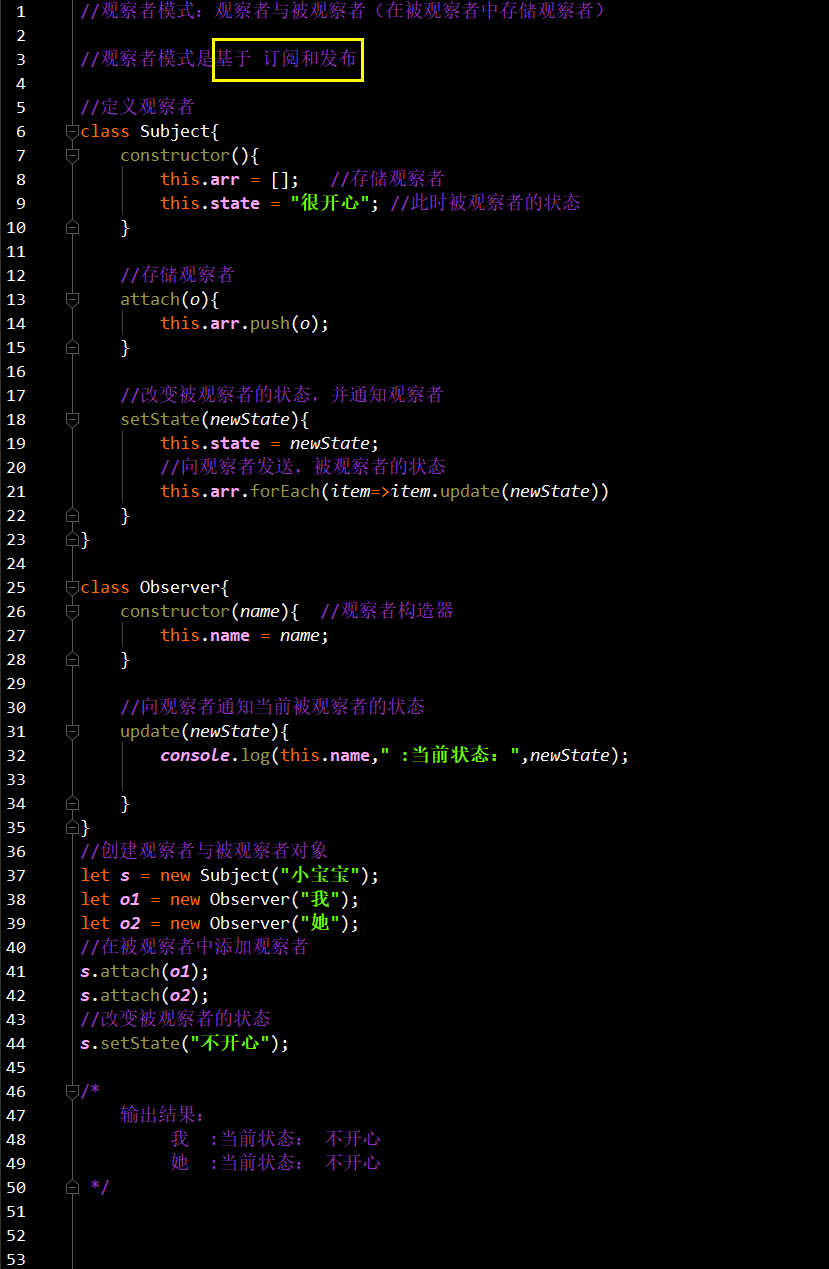 1 //观察者模式：观察者与被观察者（在被观察者中存储观察者）
2
3 //观察者模式是基于 订阅和发布
4
5 //定义观察者
6 class Subject{
7     constructor(){
8         this.arr = [];   //存储观察者
9         this.state = "很开心"; //此时被观察者的状态
10     }
11
12     //存储观察者
13     attach(o){
14         this.arr.push(o);
15     }
16
17     //改变被观察者的状态，并通知观察者
18     setState(newState){
19         this.state = newState;
20         //向观察者发送，被观察者的状态
21         this.arr.forEach(item=>item.update(newState))
22     }
23 }
24
25 class Observer{
26     constructor(name){  //观察者构造器
27         this.name = name;
28     }
29
30     //向观察者通知当前被观察者的状态
31     update(newState){
32         console.log(this.name," :当前状态：",newState);
33
34     }
35 }
36 //创建观察者与被观察者对象
37 let s = new Subject("小宝宝");
38 let o1 = new Observer("我");
39 let o2 = new Observer("她");
40 //在被观察者中添加观察者
41 s.attach(o1);
42 s.attach(o2);
43 //改变被观察者的状态
44 s.setState("不开心");
45
46 /*
47     输出结果：
48         我  :当前状态： 不开心
49         她  :当前状态： 不开心
50  */
51
52
53